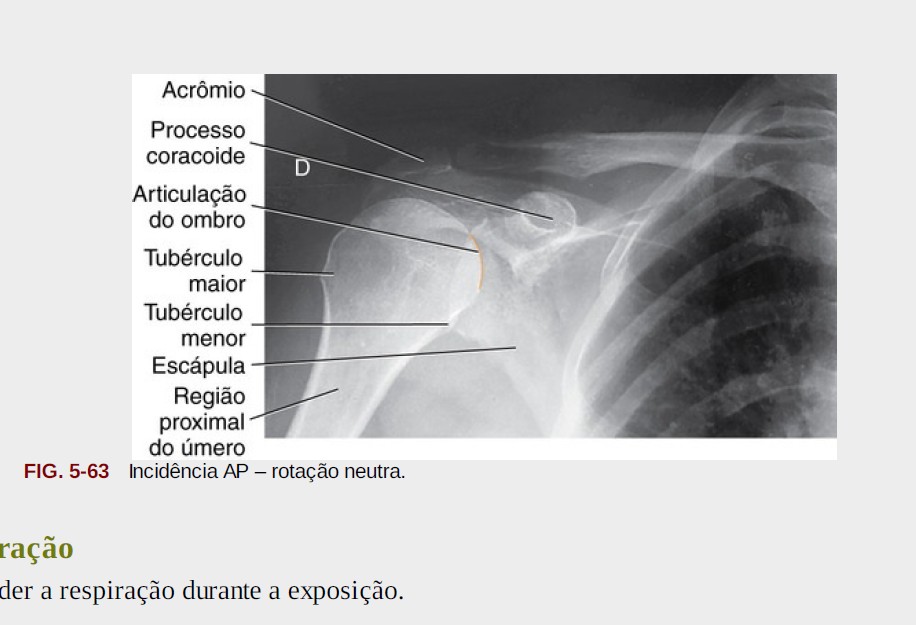 Acrômio
Processo
coracoide
D
Articulação
do ombro
Tubérculo
maior
Tubérculo
menor
Escápula
Região
proximal
do úmero
FIG. 5-63 Incidência AP – rotação neutra.
ração
der a respiração durante a exposição.